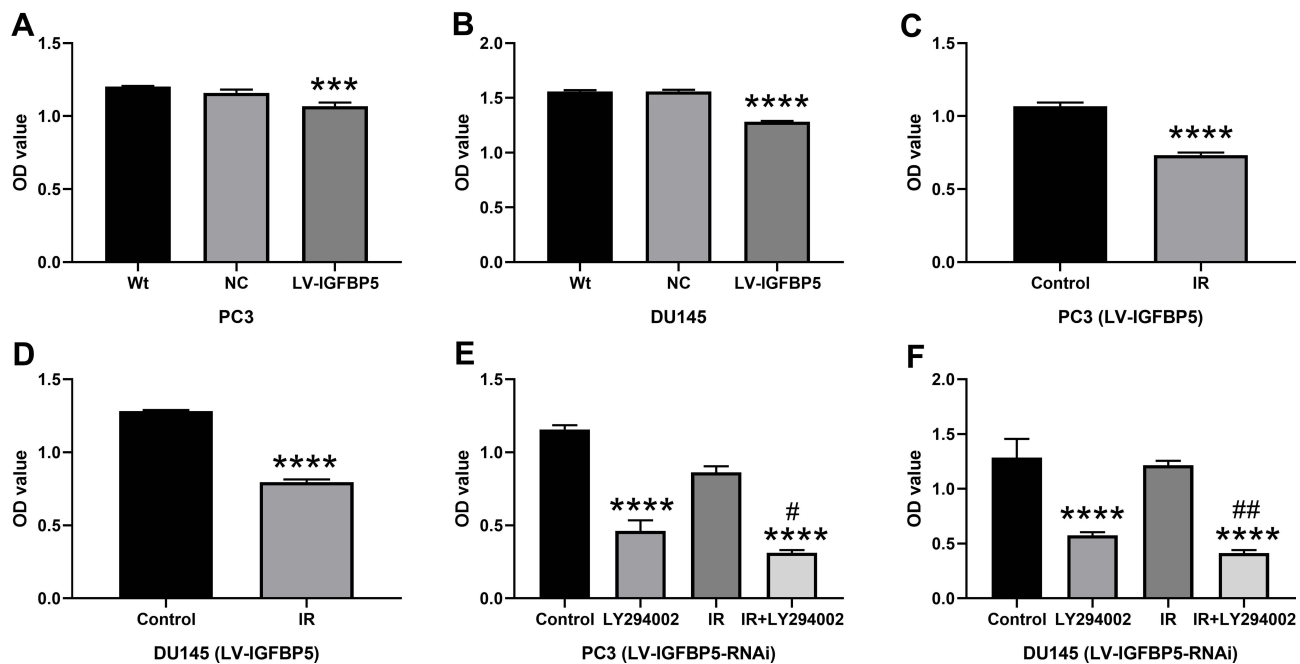 A
OD value
1.5
1.0
0.5
0.0
***
Wt NC LV-IGFBP5
PC3
B
OD value
2.0
1.5
1.0
0.5
0.0
****
Wt NC LV-IGFBP5
DU145
C
OD value
1.5
1.0
0.5
0.0
****
Control IR
PC3 (LV-IGFBP5)
D
OD value
1.5
1.0
0.5
0.0
****
Control IR
DU145 (LV-IGFBP5)
E
OD value
1.5
1.0
0.5
0.0
****
#
****
Control LY294002 IR IR+LY294002
PC3 (LV-IGFBP5-RNAi)
F
OD value
2.0
1.5
1.0
0.5
0.0
****
##
****
Control LY294002 IR IR+LY294002
DU145 (LV-IGFBP5-RNAi)